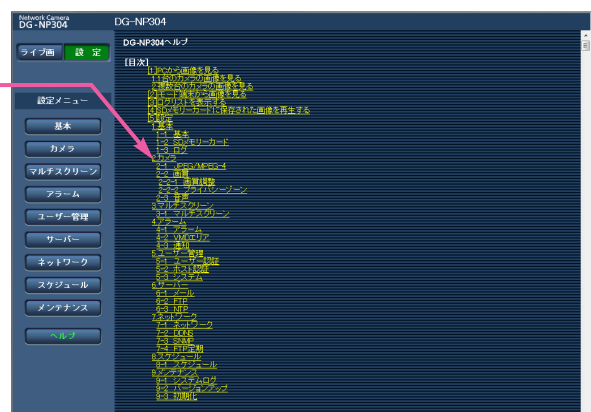 Network Camera
DG-NP304
DG-NP304
ライブ画
設 定
設定メニュー
基本
カメラ
マルチスクリーン
アラーム
ユーザー管理
サーバー
ネットワーク
スケジュール
メンテナンス
ヘルプ
DG-NP304ヘルプ
[目次]
[1]PCから画像を見る
1.1台のカメラの画像を見る
2.複数台のカメラの画像を見る
[2]モード端末から画像を見る
[3]ログリストを表示する
[4]SDメモリーカードに保存された画像を再生する
[5]設定
1.基本
1-1 基本
1-2 SDメモリーカード
1-3 ログ
2.カメラ
2-1 JPEG/MPEG-4
2-2 画質
2-2-1 画質調整
2-2-2 プライバシーゾーン
2-3 音声
3.マルチスクリーン
3-1 マルチスクリーン
4.アラーム
4-1 アラーム
4-2 VMDエリア
4-3 通知
5.ユーザー管理
5-1 ユーザー認証
5-2 ホスト認証
5-3 システム
6.サーバー
6-1 メール
6-2 FTP
6-3 NTP
7.ネットワーク
7-1 ネットワーク
7-2 DDNS
7-3 SNMP
7-4 FTP定期
8.スケジュール
8-1 スケジュール
9.メンテナンス
9-1 システムログ
9-2 バージョンアップ
9-3 初期化